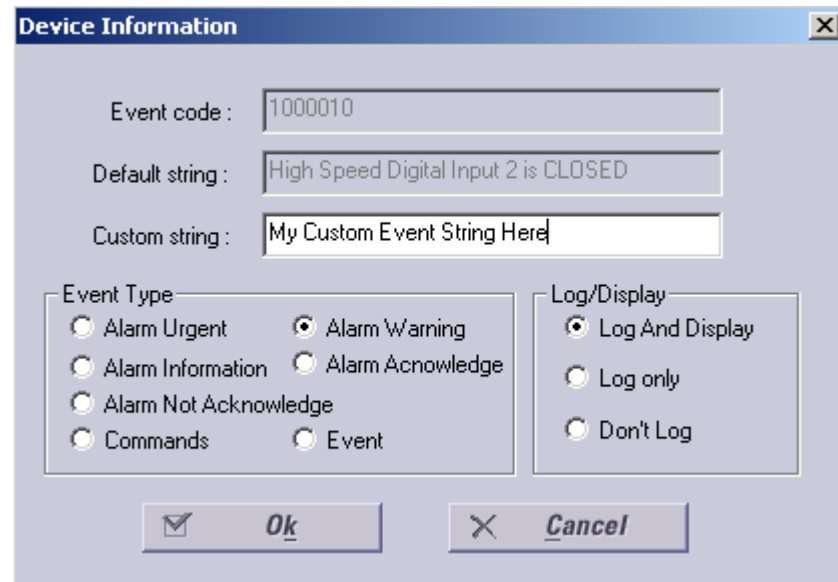 Device Information
Event code :
1000010
Default string :
High Speed Digital Input 2 is CLOSED
Custom string :
My Custom Event String Here
Event Type
Alarm Urgent
Alarm Warning
Alarm Information
Alarm Acnowledge
Alarm Not Acknowledge
Commands
Event
Log/Display
Log And Display
Log only
Don't Log
Ok
Cancel